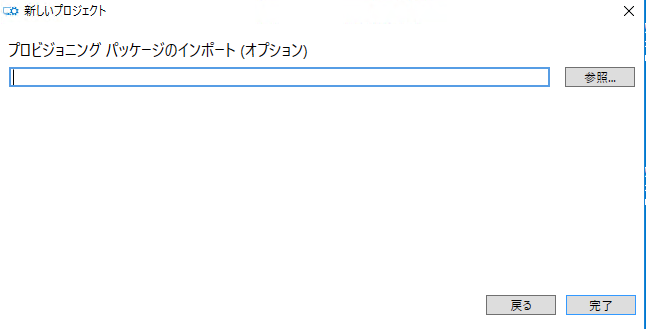 新しいプロジェクト
プロビジョニング パッケージのインポート (オプション)
参照...
戻る
完了